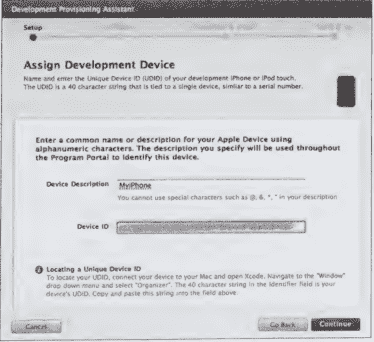 Development Provisioning Assistant
Setup
Assign Development Device
Name and enter the Unique Device ID (UDID) of your development iPhone or iPod touch.
The UDID is a 40 character string that is tied to a single device, similar to a serial number.
Enter a common name or description for your Apple Device using
alphanumeric characters. The description you specify will be used throughout
the Program Portal to identify this device.
Device Description
MyiPhone
You cannot use special characters such as @, &, *, " in your description
Device ID
Locating a Unique Device ID
To locate your UDID, connect your device to your Mac and open Xcode. Navigate to the "Window"
drop down menu and select "Organizer". The 40 character string in the Identifier field is your
device's UDID. Copy and paste this string into the field above.
Cancel
Go Back
Continue